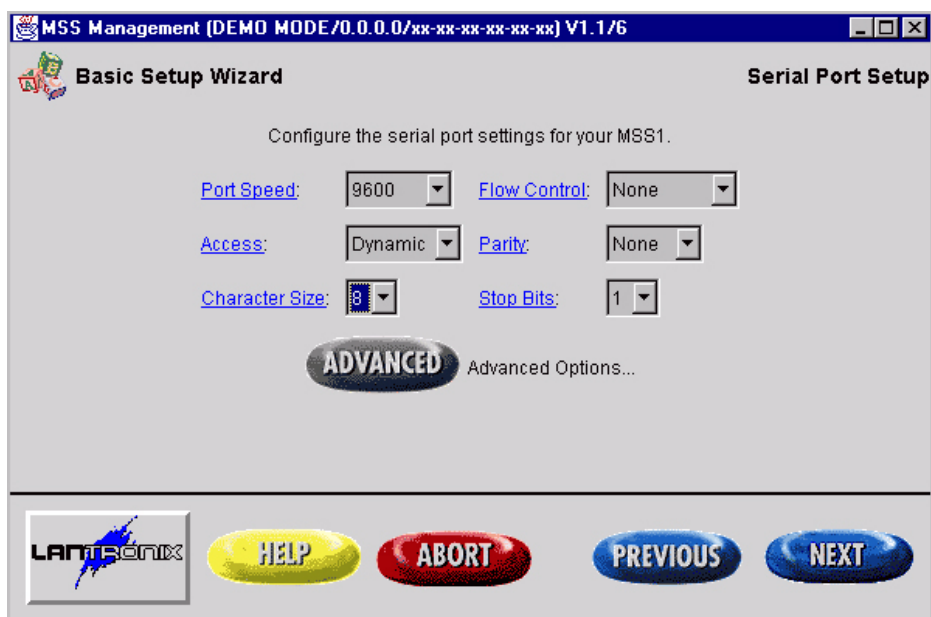 MSS Management (DEMO MODE/0.0.0.0/xx-xx-xx-xx-xx-xx) V1.1/6
Basic Setup Wizard Serial Port Setup
Configure the serial port settings for your MSS1.
Port Speed: 9600 Flow Control: None
Access: Dynamic Parity: None
Character Size: 8 Stop Bits: 1
ADVANCED Advanced Options...
LANTRONIX HELP ABORT PREVIOUS NEXT